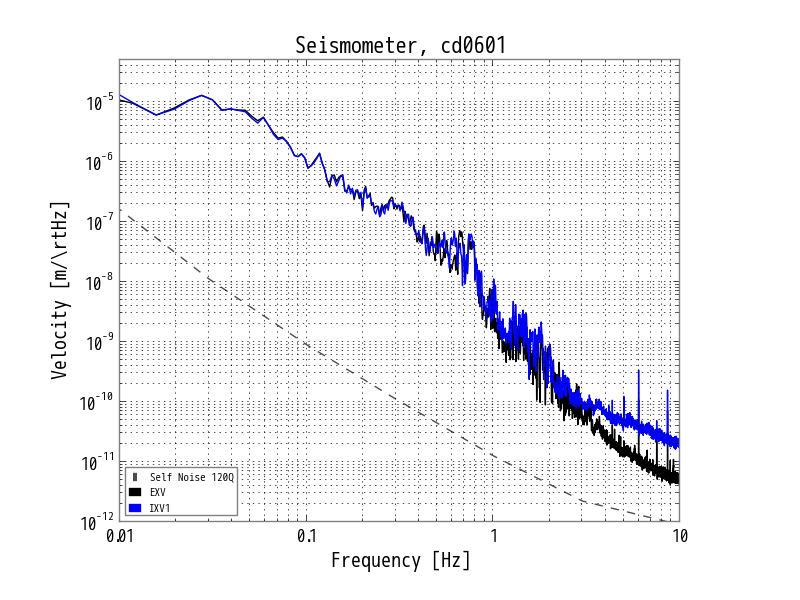 Seismometer, cd0601
Velocity [m/\rtHz]
10-5
10-6
10-7
10-8
10-9
10-10
10-11
10-12
Self Noise 120Q
EXV
IXV1
0.01 0.1 1 10
Frequency [Hz]